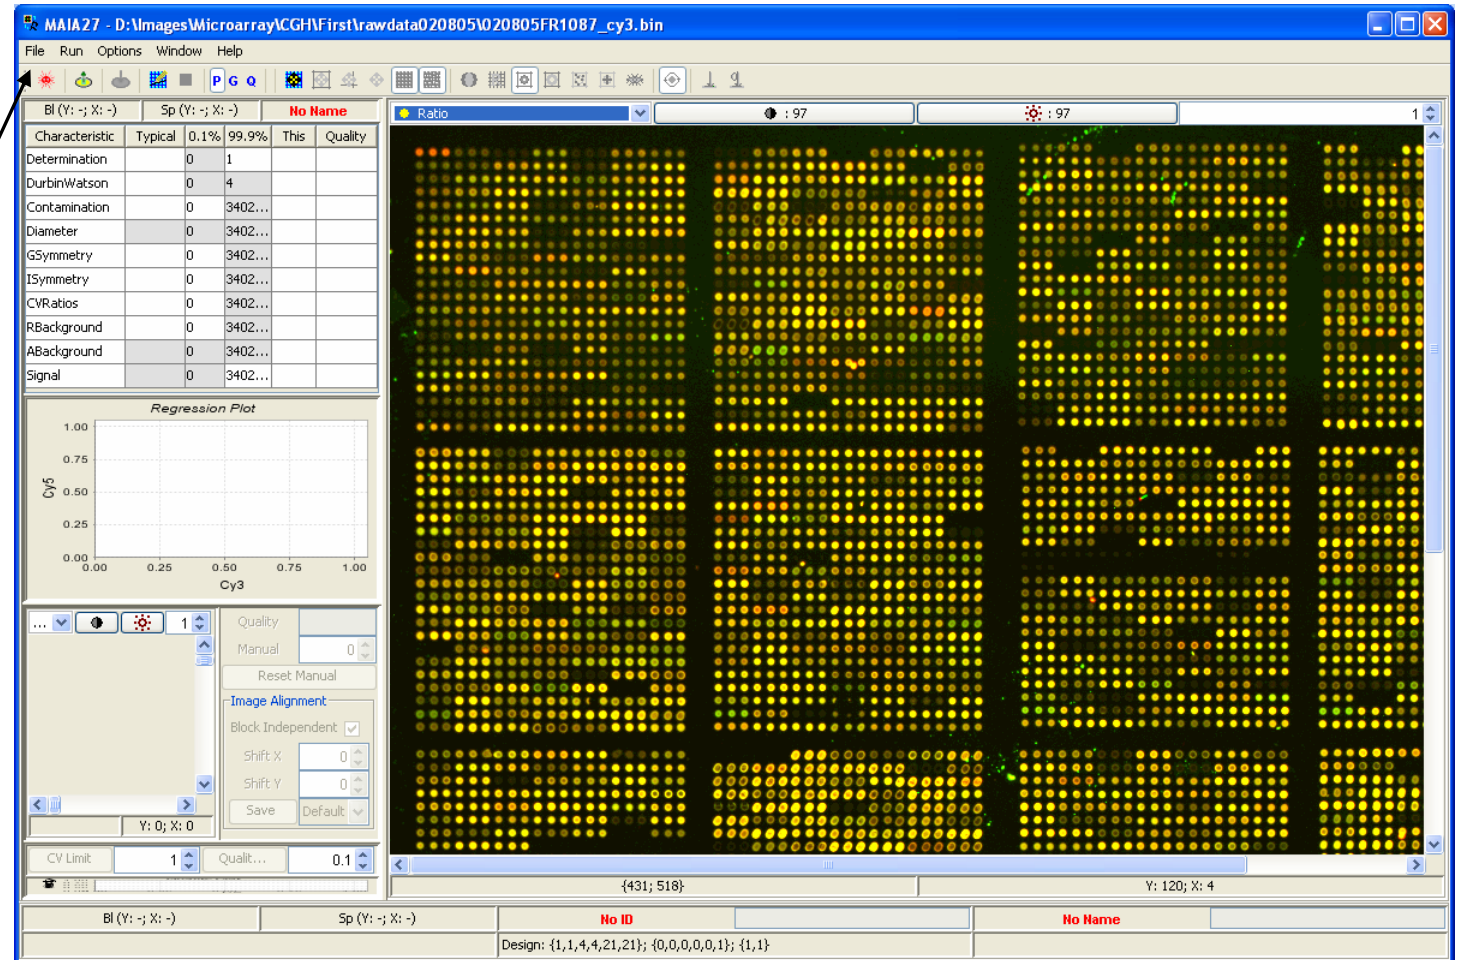 MAIA27 - D:\Images\Microarray\CGH\First\rawdata020805\020805FR1087_cy3.bin
File Run Options Window Help
P G Q
Bl (Y: -; X: -) Sp (Y: -; X: -) No Name
Ratio : 97 : 97 1
Characteristic Typical 0.1% 99.9% This Quality
Determination 0 1
DurbinWatson 0 4
Contamination 0 3402...
Diameter 0 3402...
GSymmetry 0 3402...
ISymmetry 0 3402...
CVRatios 0 3402...
RBackground 0 3402...
ABackground 0 3402...
Signal 0 3402...
Regression Plot
1.00
0.75
0.50
0.25
0.00
Cy5
0.00 0.25 0.50 0.75 1.00
Cy3
... 1
Quality
Manual 0
Reset Manual
Image Alignment
Block Independent
Shift X 0
Shift Y 0
Save Default
Y: 0; X: 0
CV Limit 1 Qualit... 0.1
{431; 518} Y: 120; X: 4
Bl (Y: -; X: -) Sp (Y: -; X: -) No ID No Name
Design: {1,1,4,4,21,21}; {0,0,0,0,0,1}; {1,1}